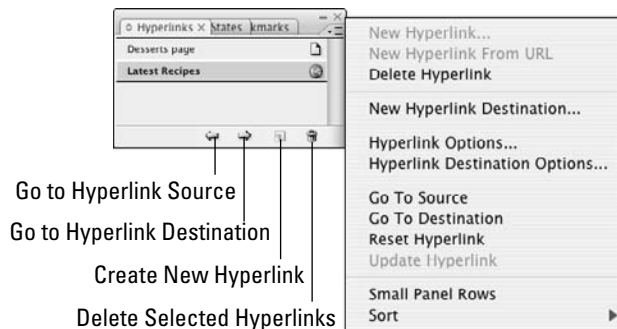 Hyperlinks × States kmarks
Desserts page
Latest Recipes
Go to Hyperlink Source
Go to Hyperlink Destination
Create New Hyperlink
Delete Selected Hyperlinks
New Hyperlink...
New Hyperlink From URL
Delete Hyperlink
New Hyperlink Destination...
Hyperlink Options...
Hyperlink Destination Options...
Go To Source
Go To Destination
Reset Hyperlink
Update Hyperlink
Small Panel Rows
Sort